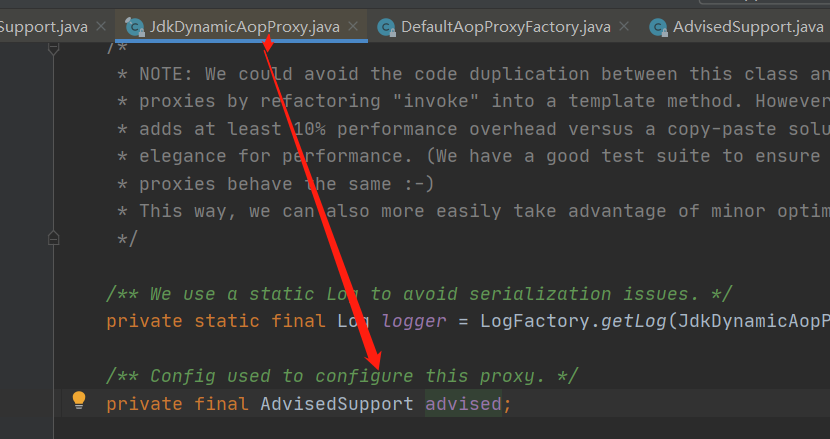 Support.java JdkDynamicAopProxy.java DefaultAopProxyFactory.java AdvisedSupport.java
/*
* NOTE: We could avoid the code duplication between this class an
* proxies by refactoring "invoke" into a template method. However
* adds at least 10% performance overhead versus a copy-paste solu
* elegance for performance. (We have a good test suite to ensure
* proxies behave the same :-)
* This way, we can also more easily take advantage of minor optim
*/
/** We use a static Log to avoid serialization issues. */
private static final Log logger = LogFactory.getLog(JdkDynamicAopP
/** Config used to configure this proxy. */
private final AdvisedSupport advised;